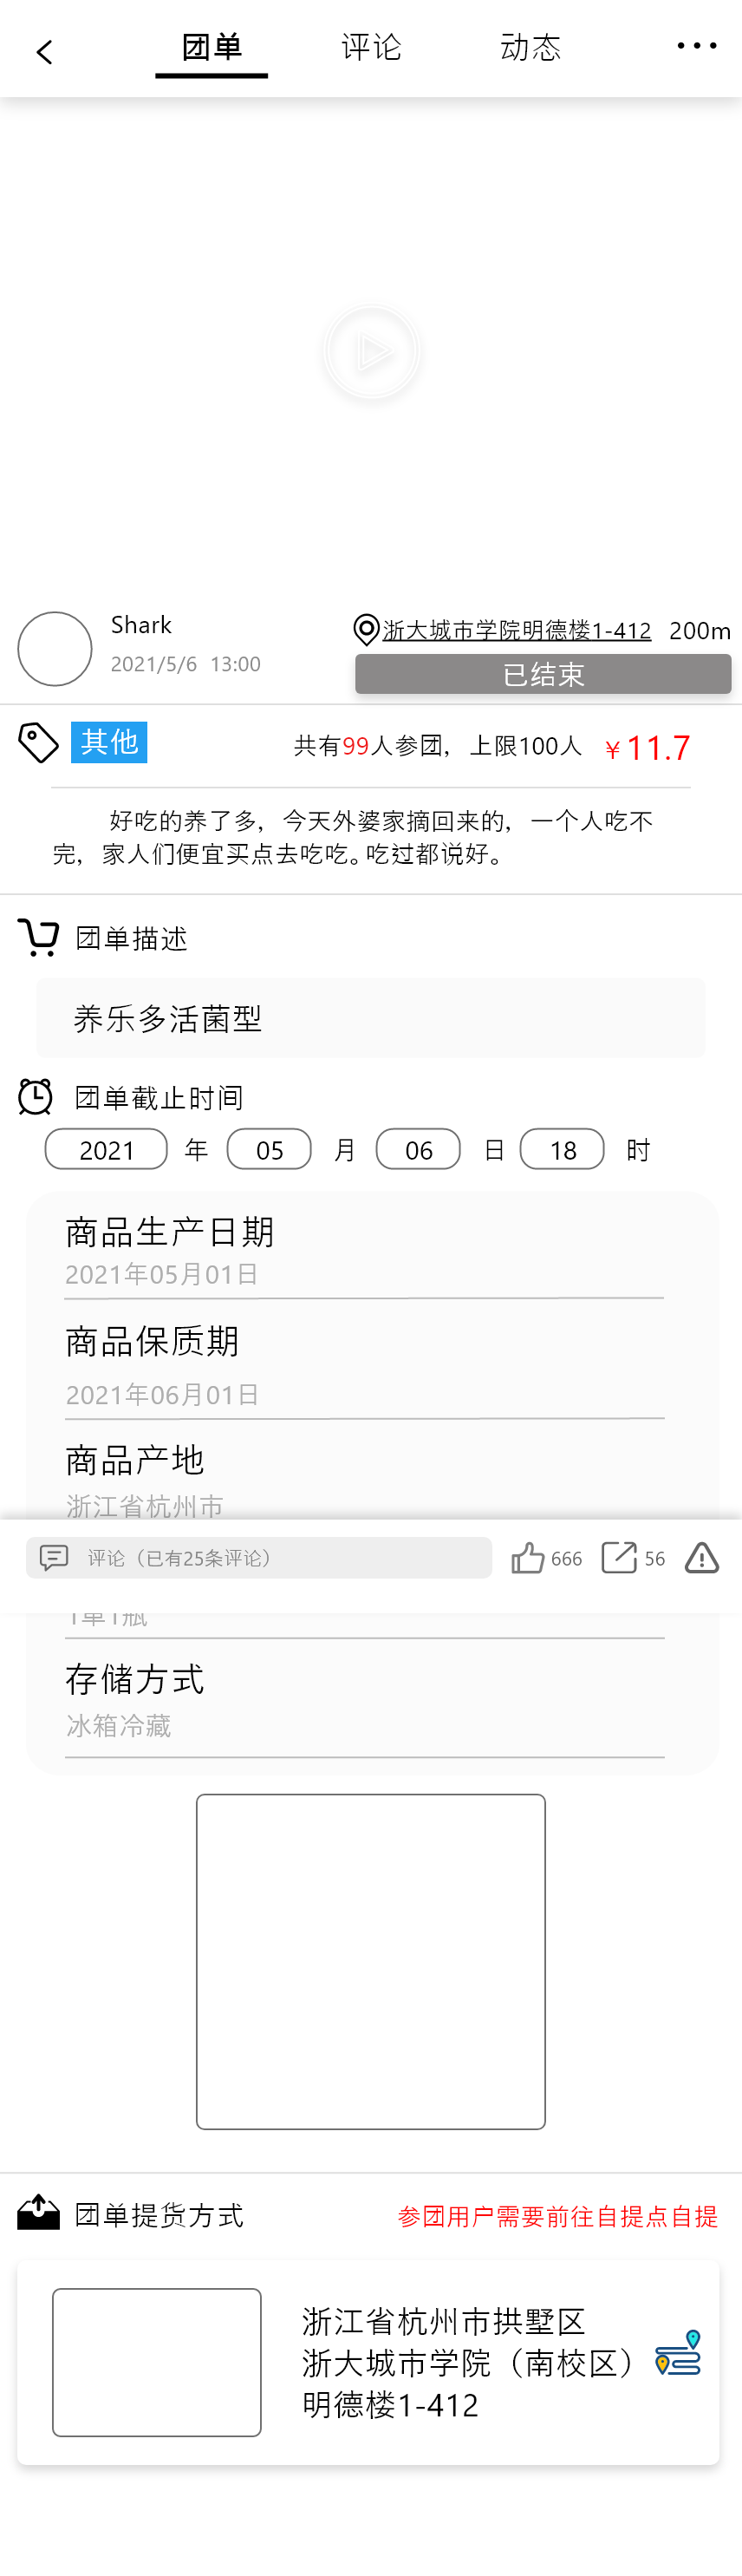 团单 评论 动态
Shark
浙大城市学院明德楼1-412 200m
2021/5/6 13:00
已结束
其他 共有99人参团，上限100人 ￥11.7
好吃的养了多，今天外婆家摘回来的，一个人吃不
完，家人们便宜买点去吃吃。吃过都说好。
团单描述
养乐多活菌型
团单截止时间
2021 年 05 月 06 日 18 时
商品生产日期
2021年05月01日
商品保质期
2021年06月01日
商品产地
浙江省杭州市
评论（已有25条评论） 666 56
1单1瓶
存储方式
冰箱冷藏
团单提货方式 参团用户需要前往自提点自提
浙江省杭州市拱墅区
浙大城市学院（南校区）
明德楼1-412